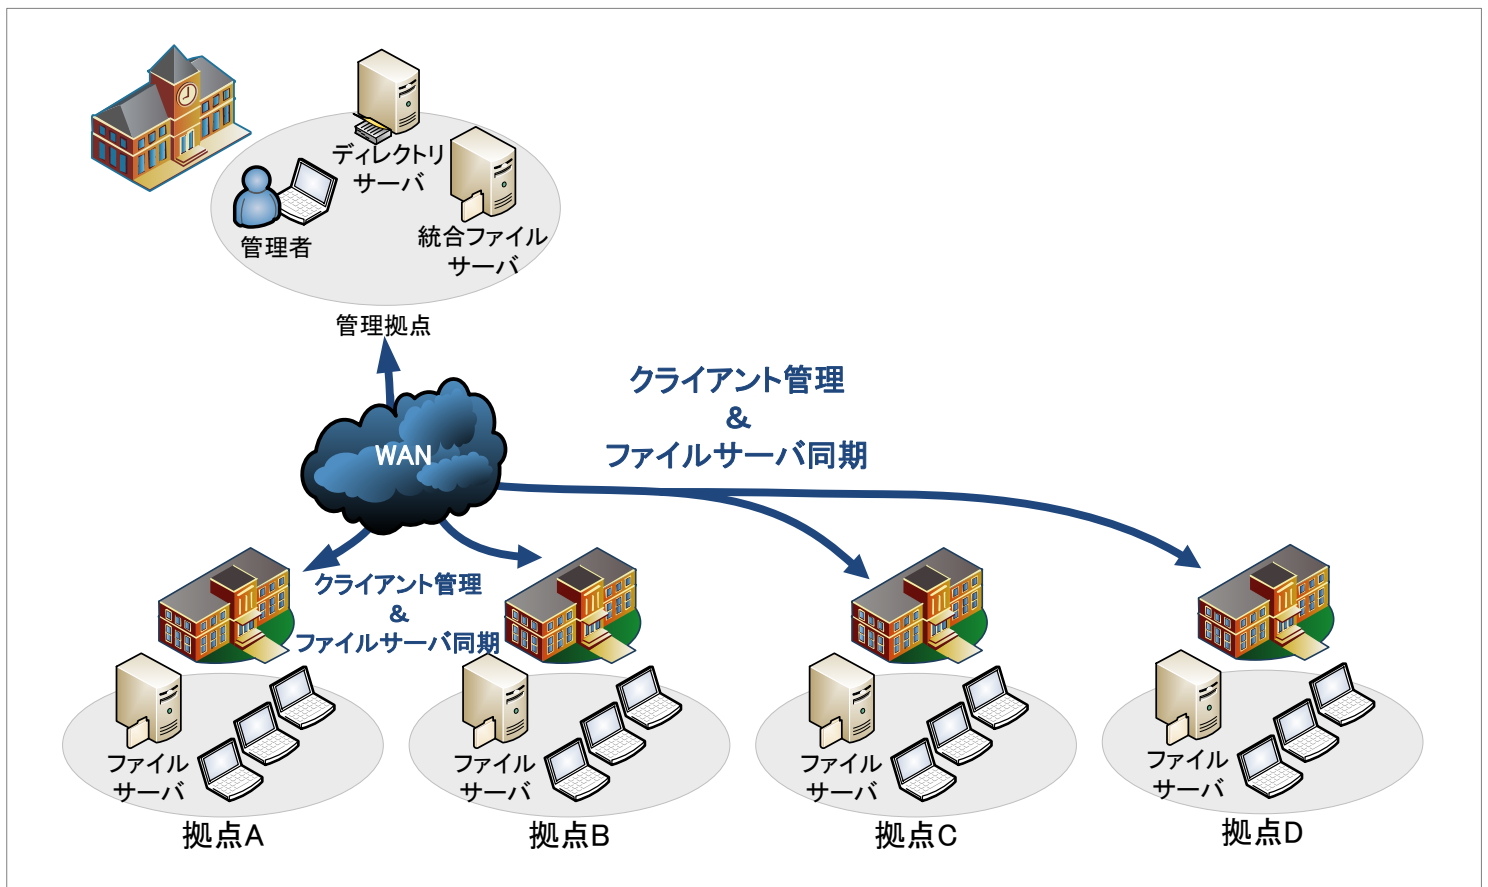 ディレクトリ
サーバ
管理者
統合ファイル
サーバ
管理拠点
クライアント管理
&
ファイルサーバ同期
WAN
クライアント管理
&
ファイルサーバ同期
ファイル
サーバ
拠点A
ファイル
サーバ
拠点B
ファイル
サーバ
拠点C
ファイル
サーバ
拠点D